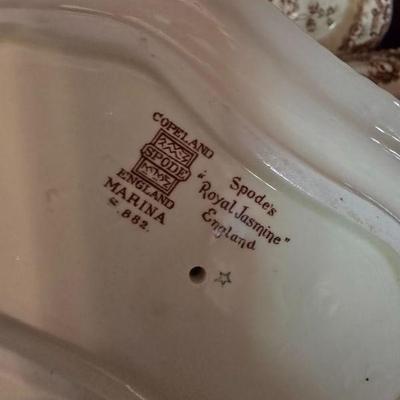 COPELAND
SPODE
ENGLAND
MARINA
S. 882.
Spode's
"Royal Jasmine"
England